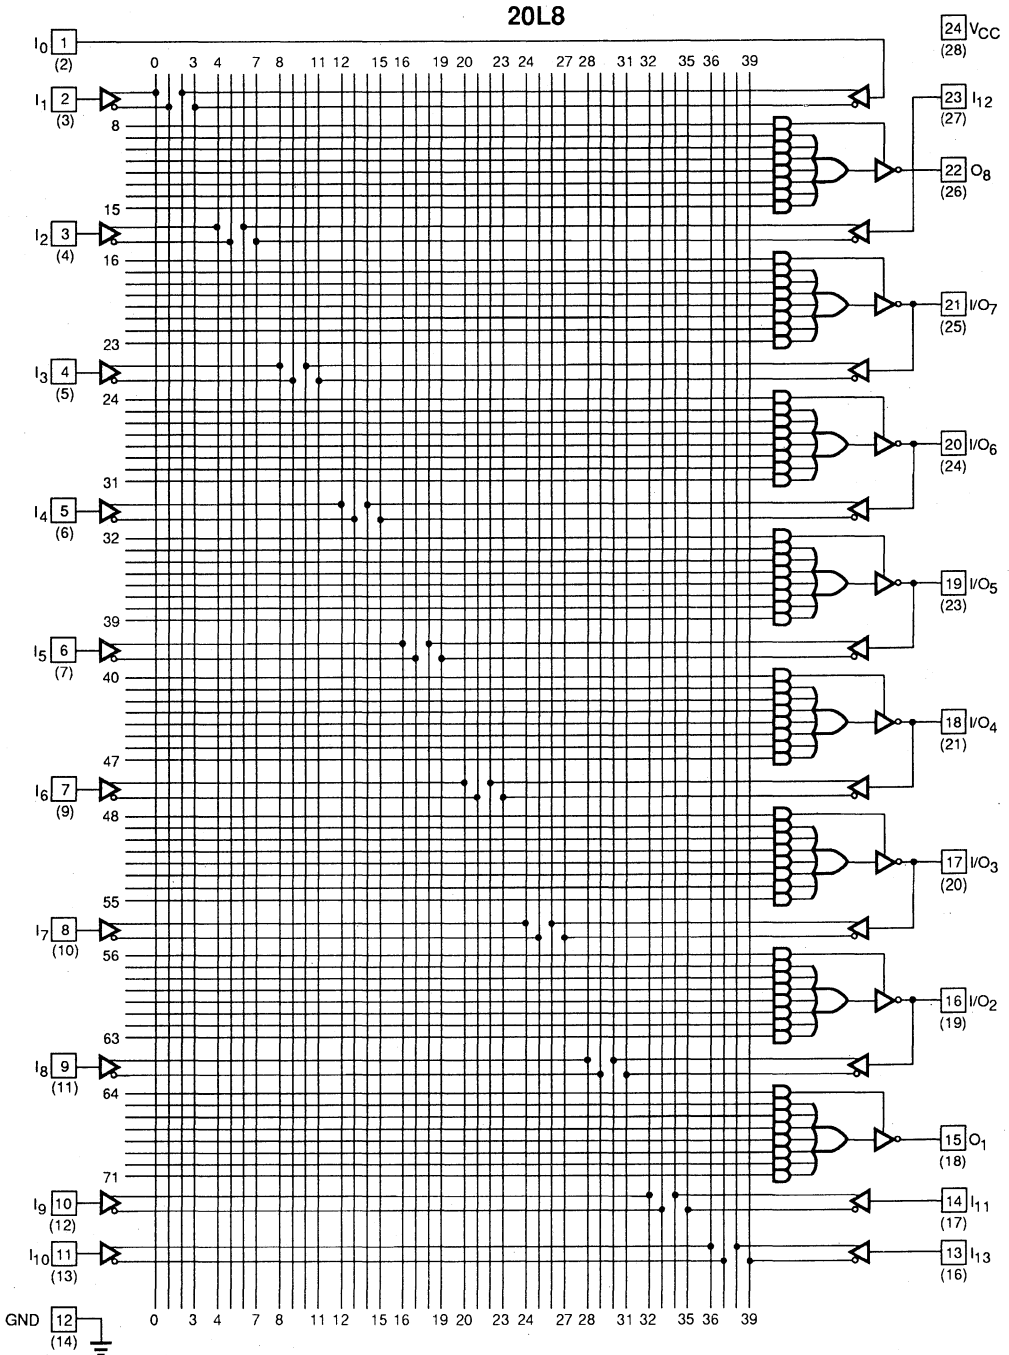 20L8
I0 1 24 VCC
(2) (28)
0 3 4 7 8 11 12 15 16 19 20 23 24 27 28 31 32 35 36 39
I1 2 23 I12
(3) (27)
8
22 O8
(26)
15
I2 3
(4)
16
21 I/O7
(25)
23
I3 4
(5)
24
20 I/O6
(24)
31
I4 5
(6)
32
19 I/O5
(23)
39
I5 6
(7)
40
18 I/O4
(21)
47
I6 7
(9)
48
17 I/O3
(20)
55
I7 8
(10)
56
16 I/O2
(19)
63
I8 9
(11)
64
15 O1
(18)
71
I9 10 14 I11
(12) (17)
I10 11 13 I13
(13) (16)
GND 12 0 3 4 7 8 11 12 15 16 19 20 23 24 27 28 31 32 35 36 39
(14)